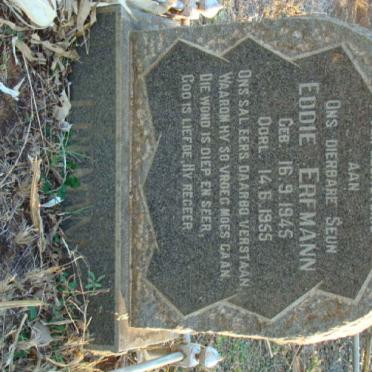 AAN
ONS DIERBARE SEUN
EDDIE ERFMANN
GEB. 16.9.1945
OORL. 14.6.1955
ONS SAL EERS DAARBO VERSTAAN
WAAROM HY SO VROEG MOES GAAN.
DIE WOND IS DIEP EN SEER,
GOD IS LIEFDE, HY REGEER.